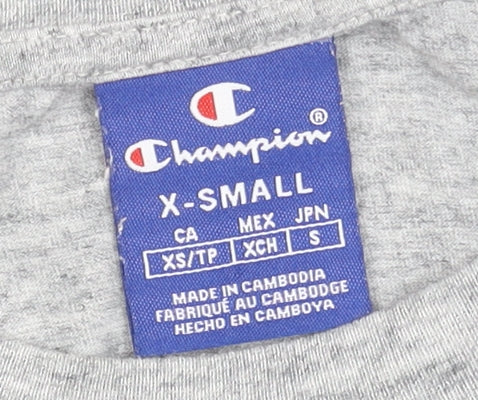 C
Champion®
X-SMALL
CA MEX JPN
XS/TP XCH S
MADE IN CAMBODIA
FABRIQUÉ AU CAMBODGE
HECHO EN CAMBOYA